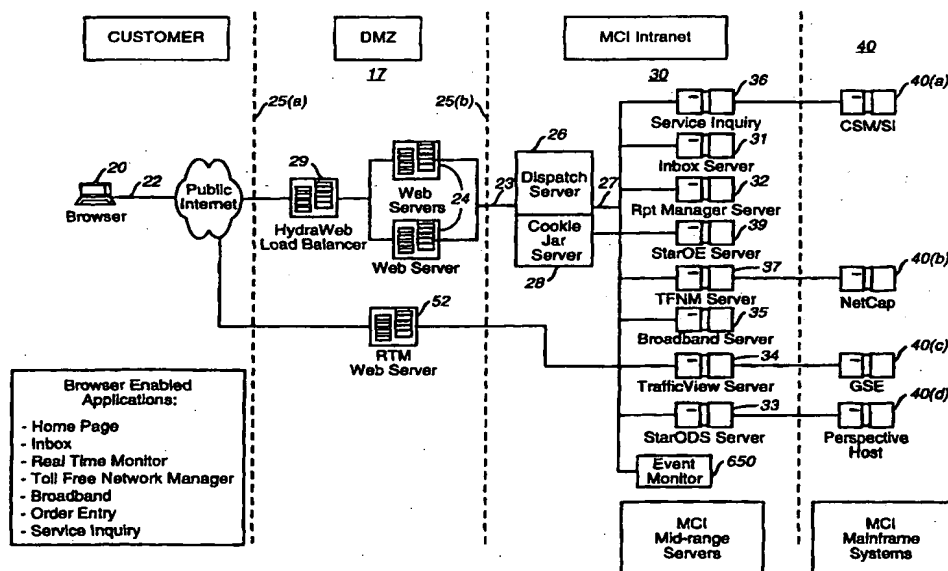 CUSTOMER
DMZ
MCI Intranet
40
17
30
25(a)
25(b)
36
40(a)
Service Inquiry
CSM/SI
31
Inbox Server
26
Dispatch
Server
27
32
Rpt Manager Server
20
22
Browser
Public
Internet
29
HydraWeb
Load Balancer
Web
Servers
24
Web Server
23
Cookie
Jar
Server
28
39
StarOE Server
37
TFNM Server
40(b)
NetCap
52
RTM
Web Server
35
Broadband Server
34
TrafficView Server
40(c)
GSE
33
StarODS Server
40(d)
Perspective
Host
Event
Monitor
650
Browser Enabled
Applications:
- Home Page
- Inbox
- Real Time Monitor
- Toll Free Network Manager
- Broadband
- Order Entry
- Service Inquiry
MCI
Mid-range
Servers
MCI
Mainframe
Systems